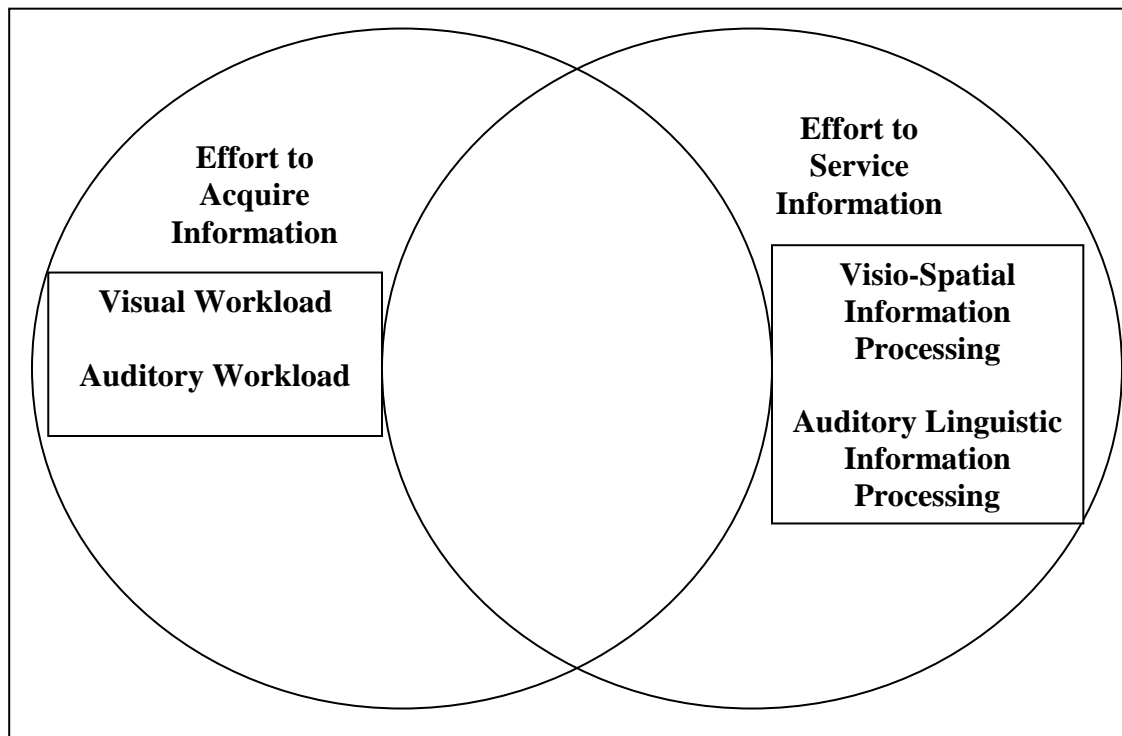 Effort to
Acquire
Information
Visual Workload
Auditory Workload
Effort to
Service
Information
Visio-Spatial
Information
Processing
Auditory Linguistic
Information
Processing